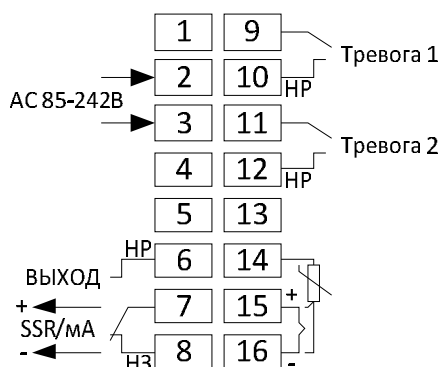 1 9
Тревога 1
2 10
НР
АС 85-242В
3 11
Тревога 2
4 12
НР
5 13
НР
6 14
ВЫХОД
+
7 15
+
SSR/мА
-
НЗ
8 16
-